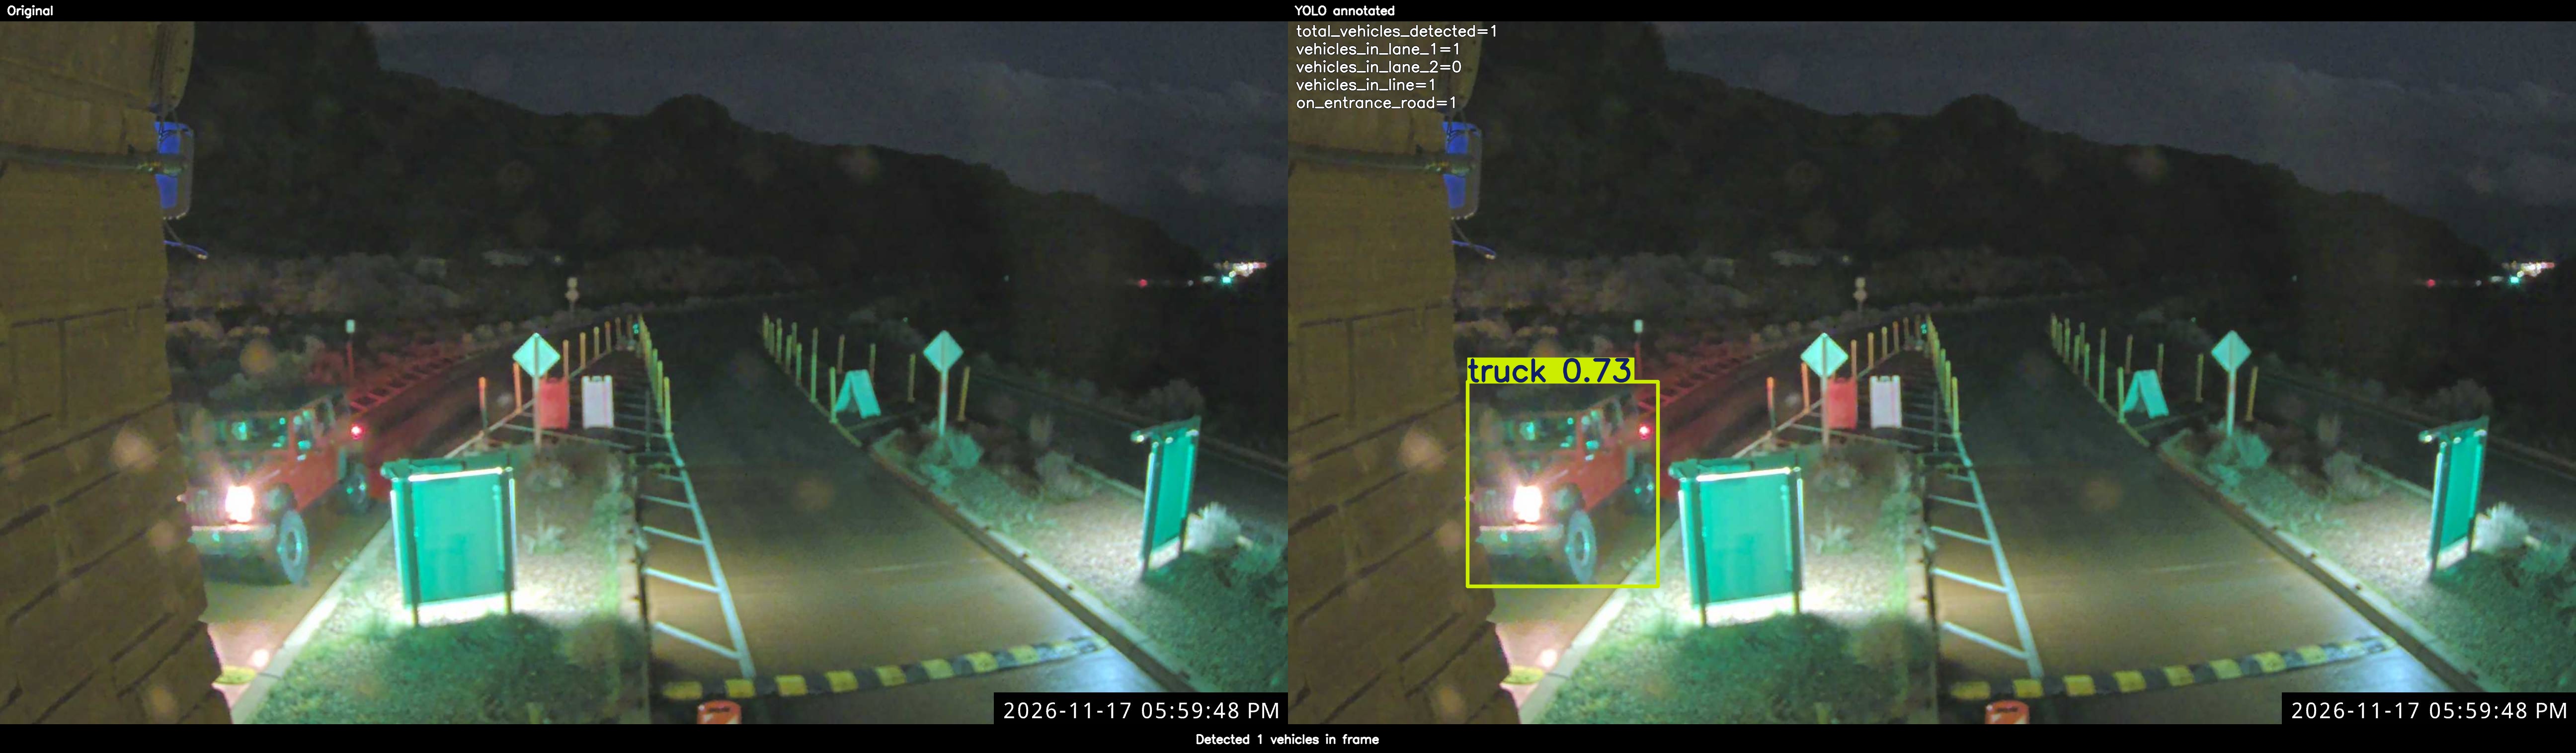 Original
YOLO annotated
total_vehicles_detected=1
vehicles_in_lane_1=1
vehicles_in_lane_2=0
vehicles_in_line=1
on_entrance_road=1
truck 0.73
2026-11-17 05:59:48 PM
2026-11-17 05:59:48 PM
Detected 1 vehicles in frame